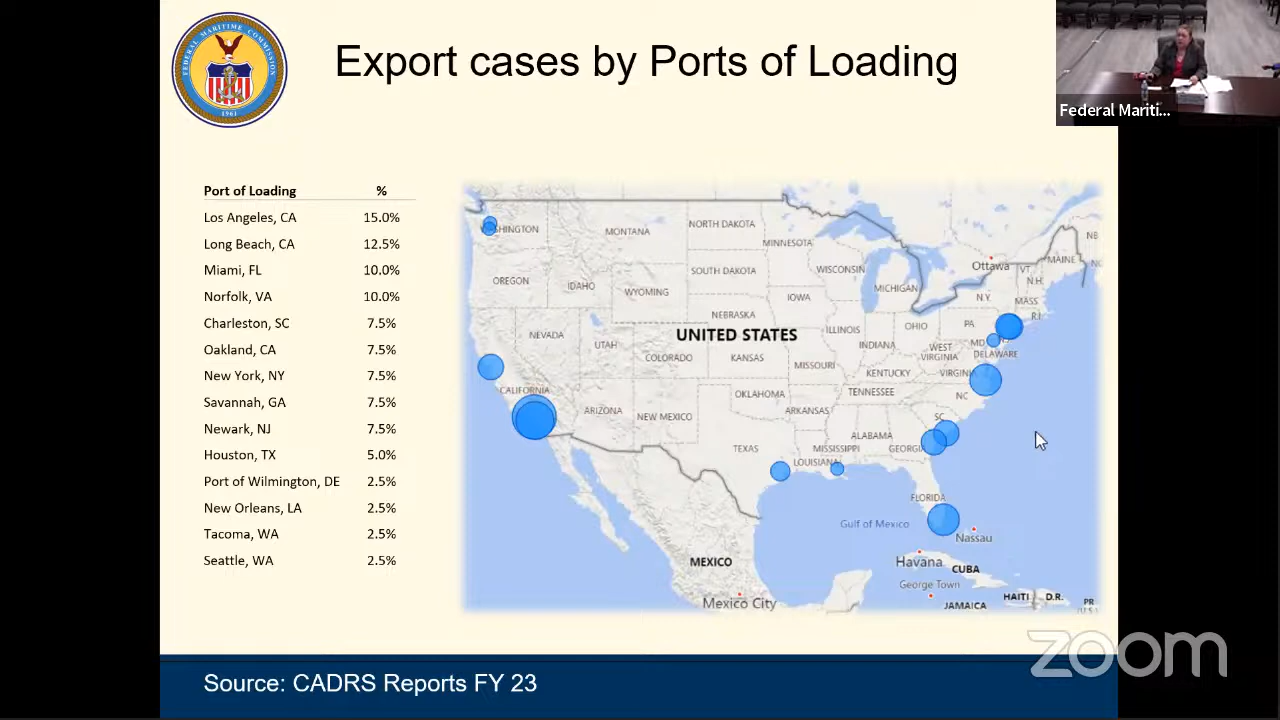 FEDERAL MARITIME COMMISSION
1961
Export cases by Ports of Loading
Federal Mariti...
Port of Loading %
Los Angeles, CA 15.0%
Long Beach, CA 12.5%
Miami, FL 10.0%
Norfolk, VA 10.0%
Charleston, SC 7.5%
Oakland, CA 7.5%
New York, NY 7.5%
Savannah, GA 7.5%
Newark, NJ 7.5%
Houston, TX 5.0%
Port of Wilmington, DE 2.5%
New Orleans, LA 2.5%
Tacoma, WA 2.5%
Seattle, WA 2.5%
WASHINGTON
MONTANA
NORTH DAKOTA
MINNESOTA
NB
MAINE
Ottawa
VT.
N.H.
OREGON
IDAHO
WYOMING
SOUTH DAKOTA
WISCONSIN
MICHIGAN
N.Y.
MASS
R.I.
IOWA
NEBRASKA
NEVADA
UTAH
UNITED STATES
ILLINOIS
INDIANA
OHIO
PA
MD
DELAWARE
COLORADO
KANSAS
MISSOURI
WEST
VIRGINIA
KENTUCKY
VIRGINIA
CALIFORNIA
ARIZONA
NEW MEXICO
OKLAHOMA
ARKANSAS
TENNESSEE
NC
SC
TEXAS
LOUISIANA
MISSISSIPPI
ALABAMA
GEORGIA
FLORIDA
Gulf of Mexico
Nassau
MEXICO
Havana
CUBA
George Town
Mexico City
JAMAICA
HAITI
D.R.
PR
(U.S.)
zoom
Source: CADRS Reports FY 23